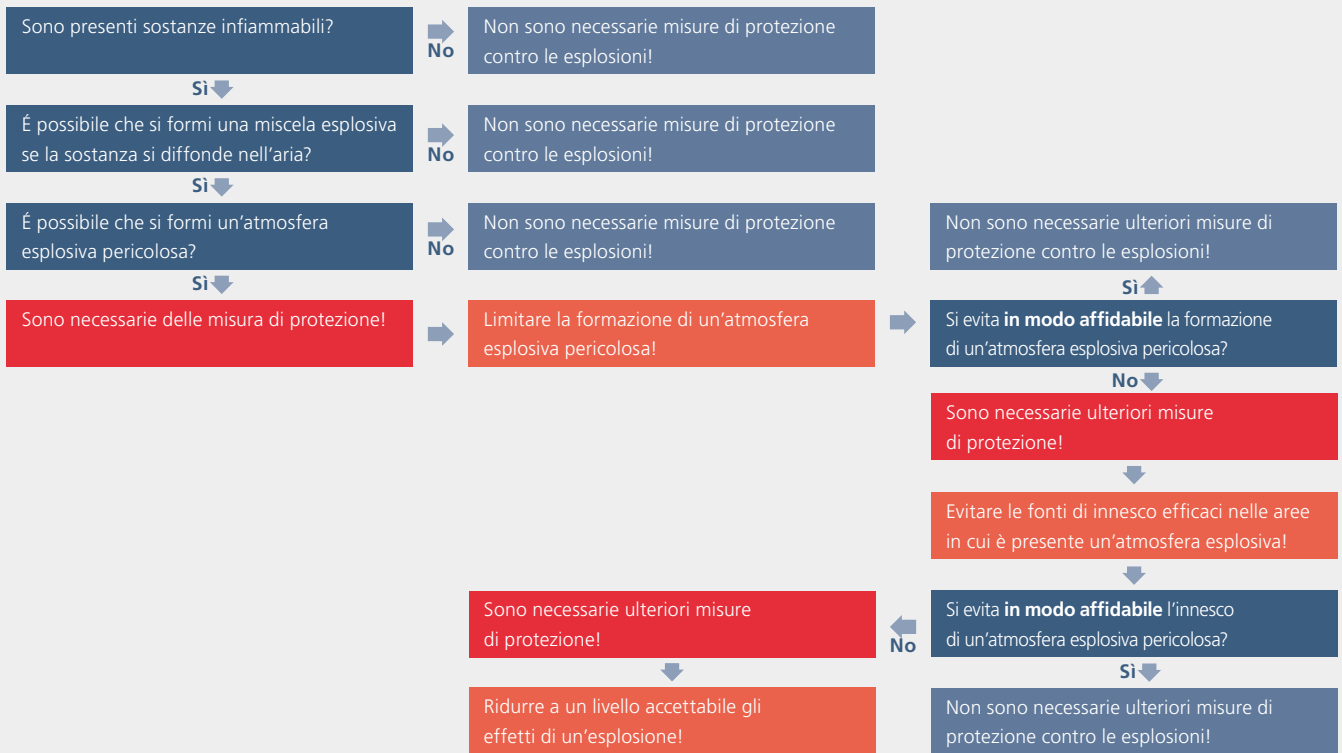 Sono presenti sostanze infiammabili?
No
Non sono necessarie misure di protezione
contro le esplosioni!
Sì
É possibile che si formi una miscela esplosiva
se la sostanza si diffonde nell'aria?
No
Non sono necessarie misure di protezione
contro le esplosioni!
Sì
É possibile che si formi un'atmosfera
esplosiva pericolosa?
No
Non sono necessarie misure di protezione
contro le esplosioni!
Sì
Sono necessarie delle misura di protezione!
Limitare la formazione di un'atmosfera
esplosiva pericolosa!
Si evita in modo affidabile la formazione
di un'atmosfera esplosiva pericolosa?
Sì
Non sono necessarie ulteriori misure di
protezione contro le esplosioni!
No
Sono necessarie ulteriori misure
di protezione!
Evitare le fonti di innesco efficaci nelle aree
in cui è presente un'atmosfera esplosiva!
Si evita in modo affidabile l'innesco
di un'atmosfera esplosiva pericolosa?
No
Sono necessarie ulteriori misure
di protezione!
Ridurre a un livello accettabile gli
effetti di un'esplosione!
Sì
Non sono necessarie ulteriori misure di
protezione contro le esplosioni!